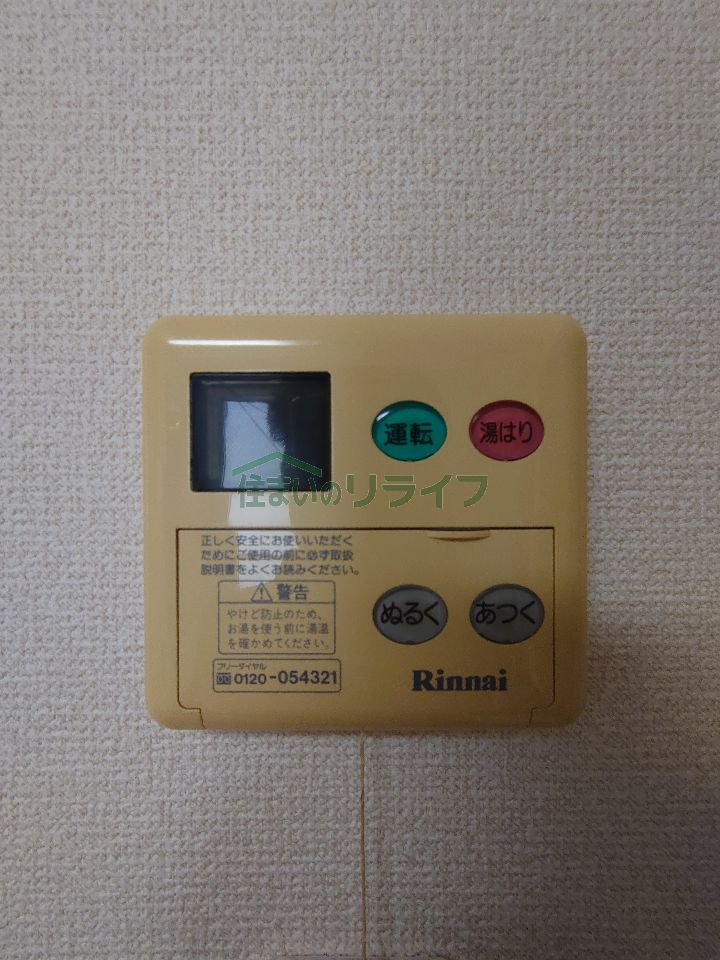 運転
湯はり
住まいのリライフ
正しく安全にお使いいただく
ためにご使用の前に必ず取扱
説明書をよくお読みください。
警告
やけど防止のため、
お湯を使う前に湯温
を確かめてください。
フリーダイヤル
0120-054321
ぬるく
あつく
Rinnai